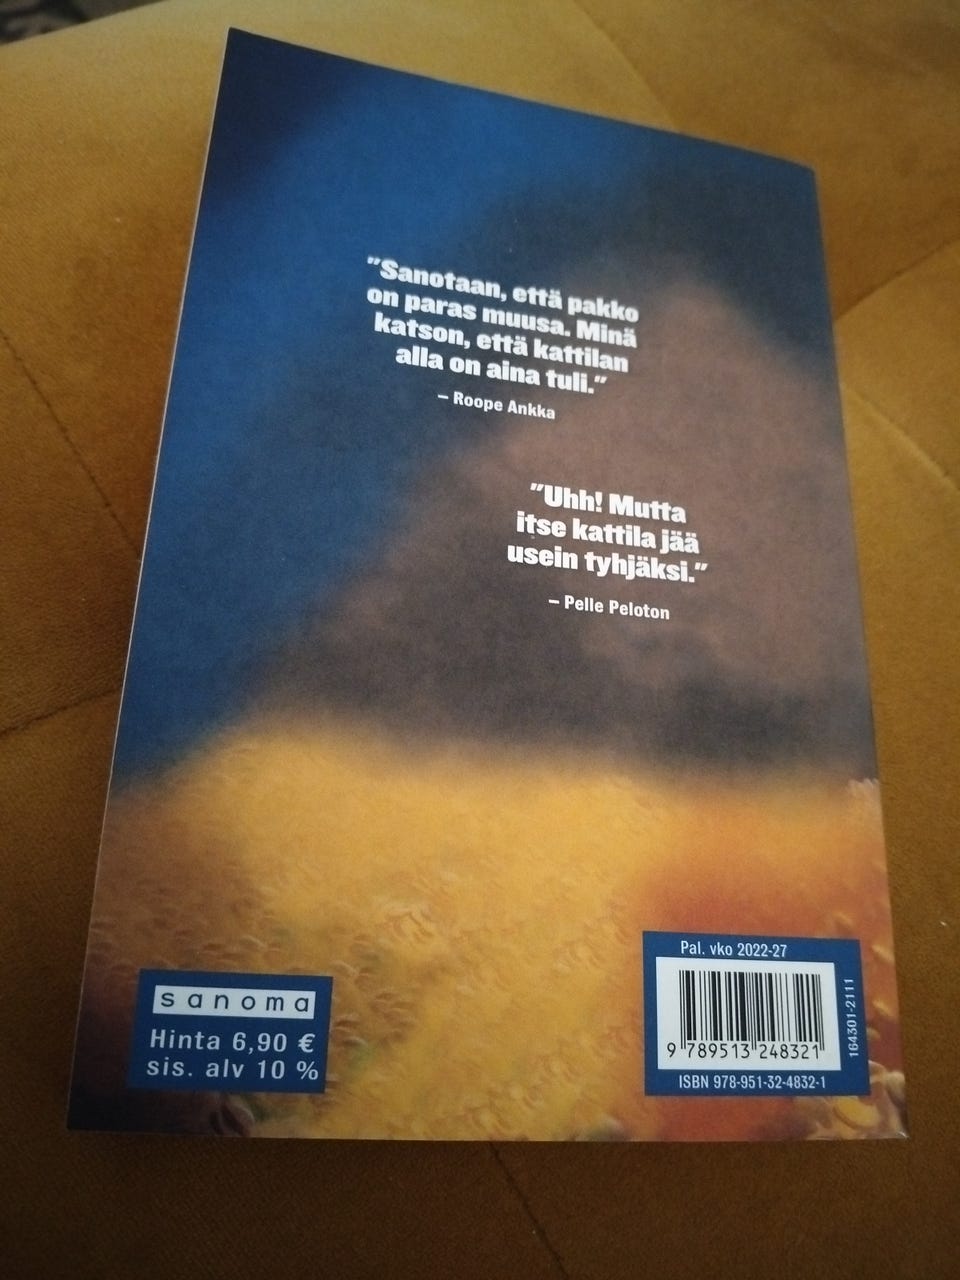 "Sanotaan, että pakko
on paras muusa. Minä
katson, että kattilan
alla on aina tuli."
– Roope Ankka
"Uhh! Mutta
itse kattila jää
usein tyhjäksi."
– Pelle Peloton
sanoma
Hinta 6,90 €
sis. alv 10 %
Pal. vko 2022-27
9 789513 248321
ISBN 978-951-32-4832-1
164301-2111